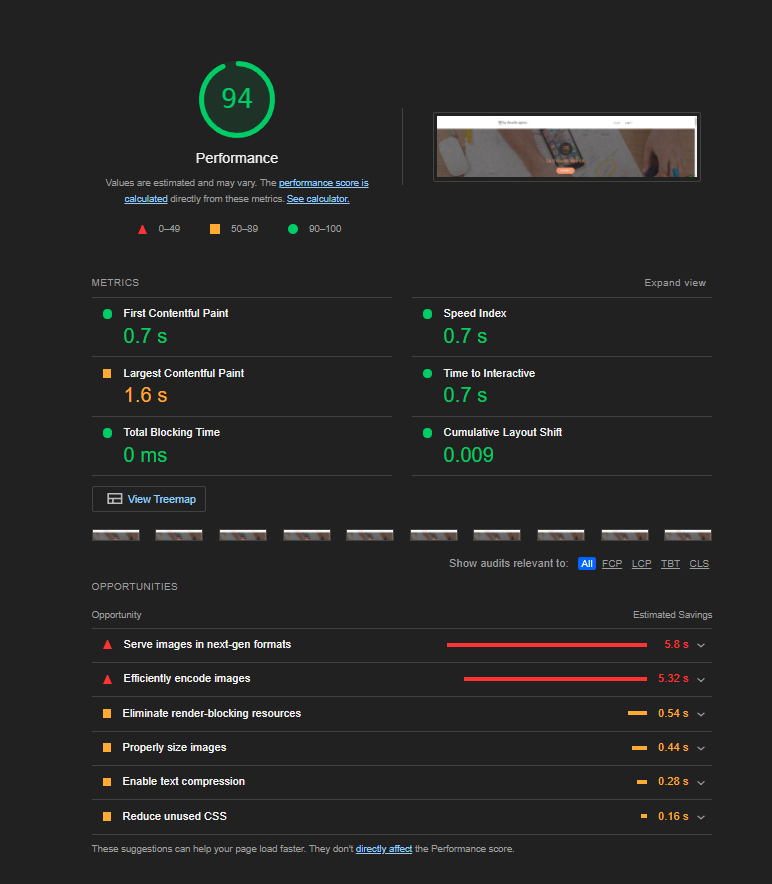 94
Performance
Values are estimated and may vary. The performance score is
calculated directly from these metrics. See calculator.
0–49 50–89 90–100
METRICS Expand view
First Contentful Paint
0.7 s
Speed Index
0.7 s
Largest Contentful Paint
1.6 s
Time to Interactive
0.7 s
Total Blocking Time
0 ms
Cumulative Layout Shift
0.009
View Treemap
Show audits relevant to: All FCP LCP TBT CLS
OPPORTUNITIES
Opportunity Estimated Savings
Serve images in next-gen formats 5.8 s
Efficiently encode images 5.32 s
Eliminate render-blocking resources 0.54 s
Properly size images 0.44 s
Enable text compression 0.28 s
Reduce unused CSS 0.16 s
These suggestions can help your page load faster. They don't directly affect the Performance score.